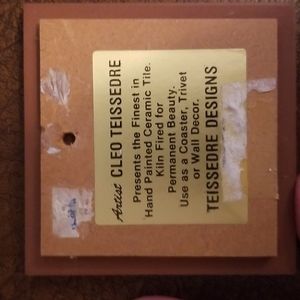 Artist CLEO TEISSEDRE
Presents the Finest in
Hand Painted Ceramic Tile.
Kiln Fired for
Permanent Beauty.
Use as a Coaster, Trivet
or Wall Decor.
TEISSEDRE DESIGNS